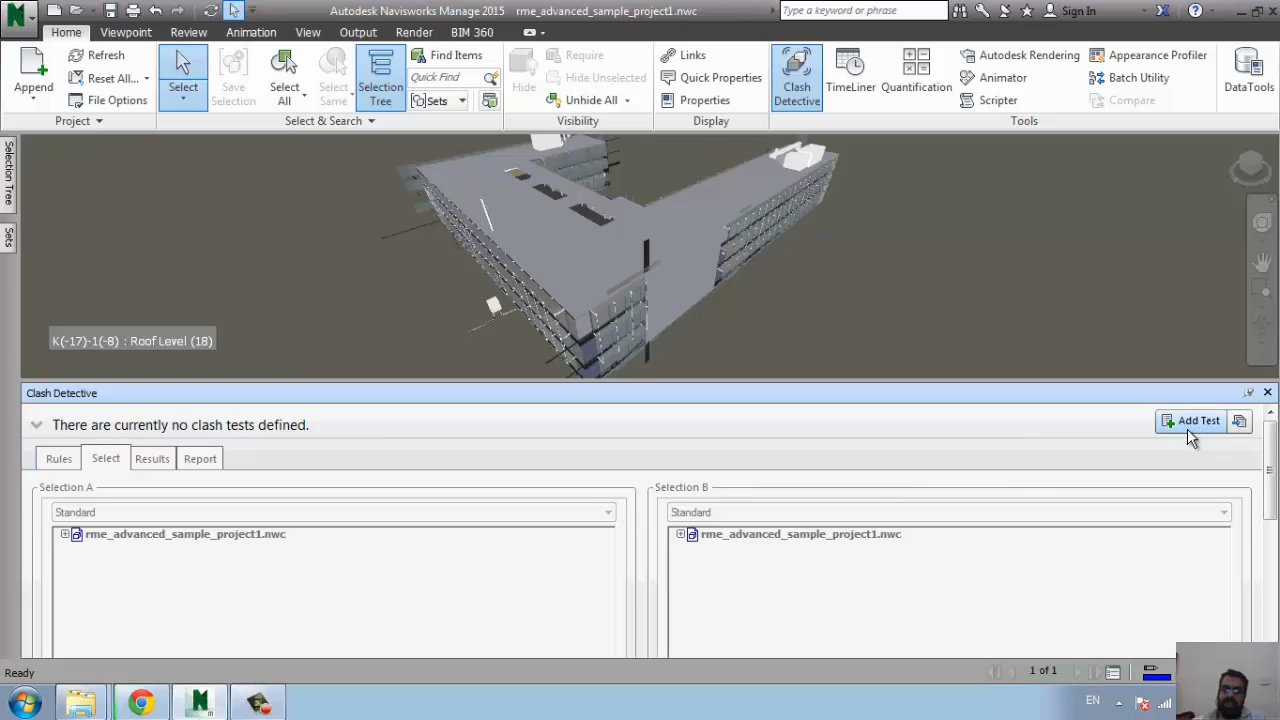 Autodesk Navisworks Manage 2015 rme_advanced_sample_project1.nwc Type a keyword or phrase Sign In
Home Viewpoint Review Animation View Output Render BIM 360
Append
Refresh
Reset All...
File Options
Project
Select
Save Selection
Select All
Select Same
Selection Tree
Find Items
Quick Find
Sets
Select & Search
Hide
Require
Hide Unselected
Unhide All
Visibility
Links
Quick Properties
Properties
Display
Clash Detective
TimeLiner
Quantification
Autodesk Rendering
Animator
Scripter
Appearance Profiler
Batch Utility
Compare
DataTools
Tools
Selection Tree
Sets
K(-17)-1(-8) : Roof Level (18)
Clash Detective
There are currently no clash tests defined.
Add Test
Rules Select Results Report
Selection A Selection B
Standard Standard
rme_advanced_sample_project1.nwc rme_advanced_sample_project1.nwc
Ready 1 of 1
EN